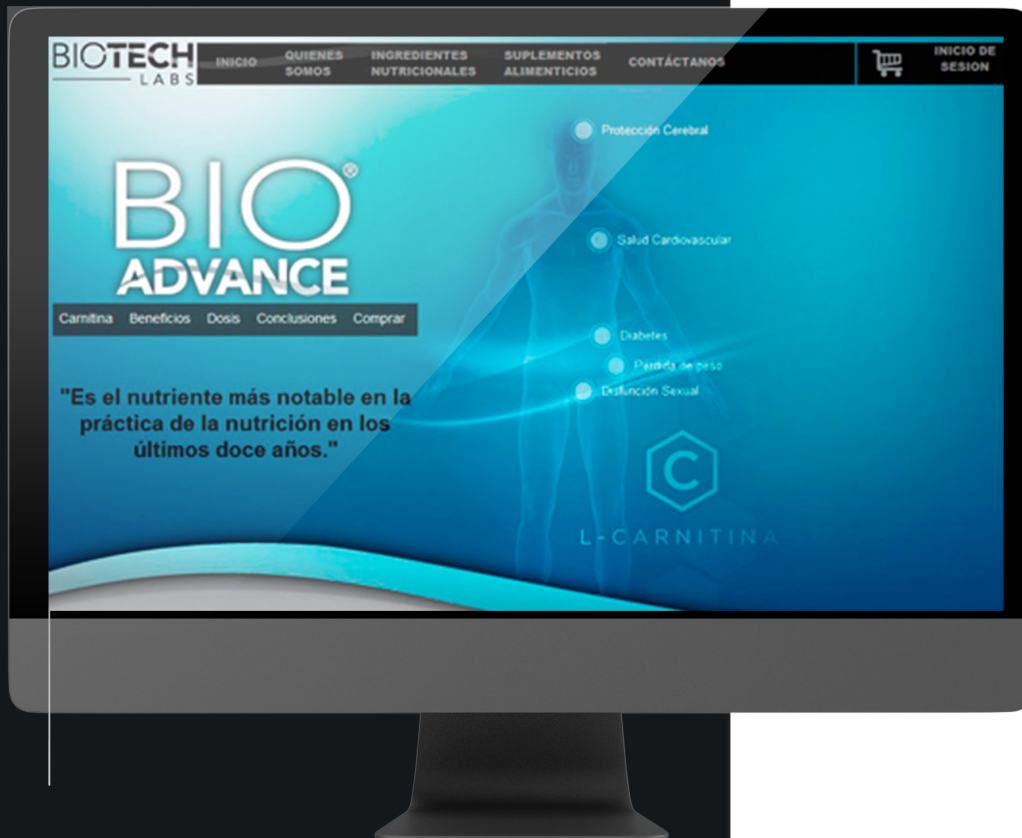 BIOTECH
LABS
INICIO
QUIENES
SOMOS
INGREDIENTES
NUTRICIONALES
SUPLEMENTOS
ALIMENTICIOS
CONTÁCTANOS
INICIO DE
SESION
Protección Cerebral
BIO®
ADVANCE
Salud Cardiovascular
Carnitina Beneficios Dosis Conclusiones Comprar
Diabetes
Pérdida de peso
Disfunción Sexual
"Es el nutriente más notable en la
práctica de la nutrición en los
últimos doce años."
C
L-CARNITINA